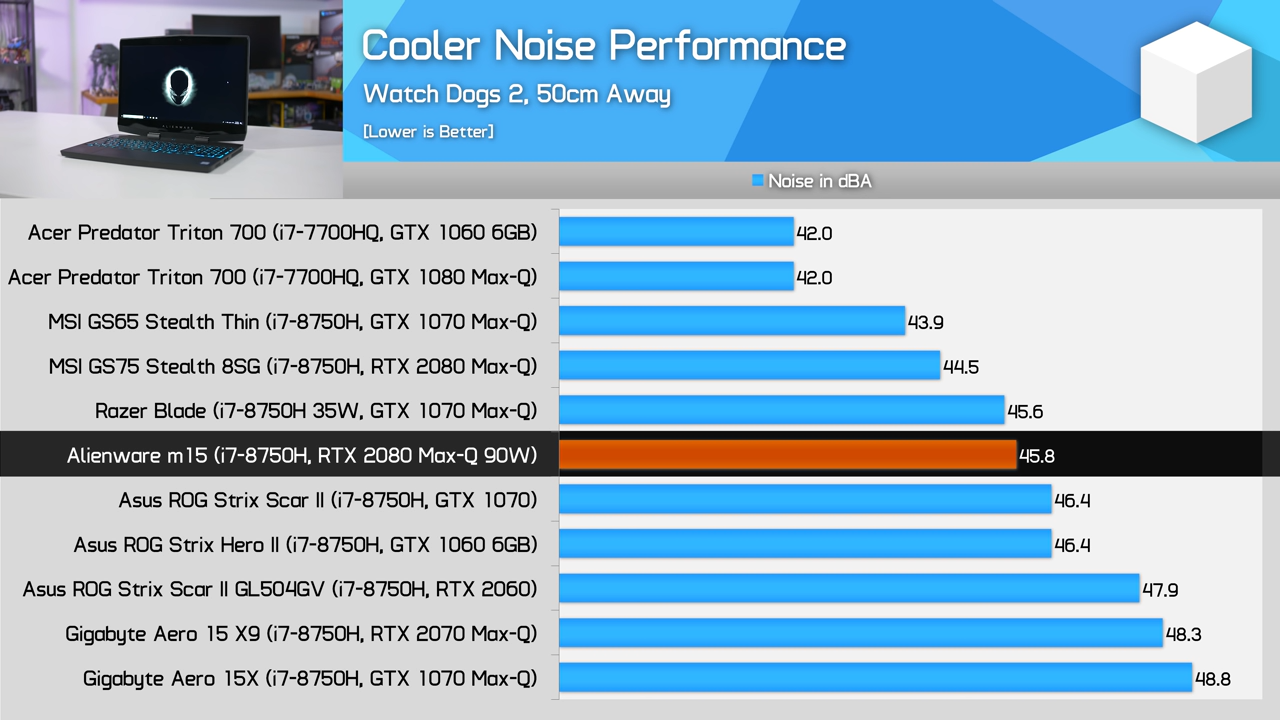 Cooler Noise Performance
Watch Dogs 2, 50cm Away
[Lower is Better]
Noise in dBA
Acer Predator Triton 700 (i7-7700HQ, GTX 1060 6GB) 42.0
Acer Predator Triton 700 (i7-7700HQ, GTX 1080 Max-Q) 42.0
MSI GS65 Stealth Thin (i7-8750H, GTX 1070 Max-Q) 43.9
MSI GS75 Stealth 8SG (i7-8750H, RTX 2080 Max-Q) 44.5
Razer Blade (i7-8750H 35W, GTX 1070 Max-Q) 45.6
Alienware m15 (i7-8750H, RTX 2080 Max-Q 90W) 45.8
Asus ROG Strix Scar II (i7-8750H, GTX 1070) 46.4
Asus ROG Strix Hero II (i7-8750H, GTX 1060 6GB) 46.4
Asus ROG Strix Scar II GL504GV (i7-8750H, RTX 2060) 47.9
Gigabyte Aero 15 X9 (i7-8750H, RTX 2070 Max-Q) 48.3
Gigabyte Aero 15X (i7-8750H, GTX 1070 Max-Q) 48.8